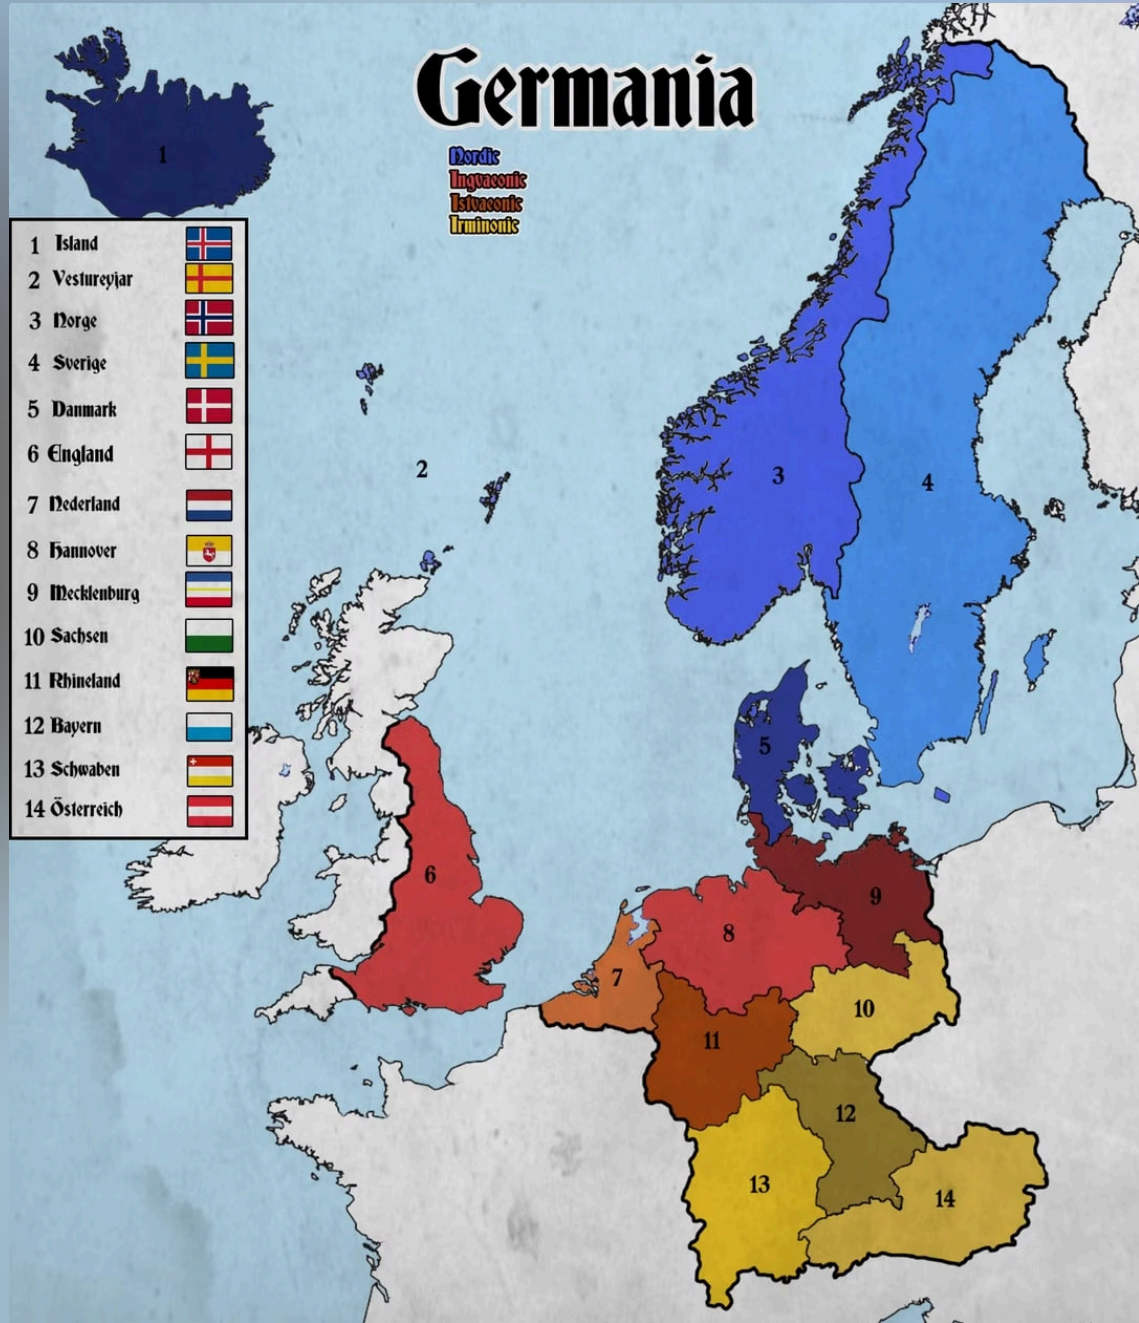 Germania
Nordic
Ingvaeonic
Istvaeonic
Irminonic
1 Island
2 Vestureyjar
3 Norge
4 Sverige
5 Danmark
6 England
7 Nederland
8 Hannover
9 Mecklenburg
10 Sachsen
11 Rhineland
12 Bayern
13 Schwaben
14 Österreich
1
2
3
4
5
6
7
8
9
10
11
12
13
14